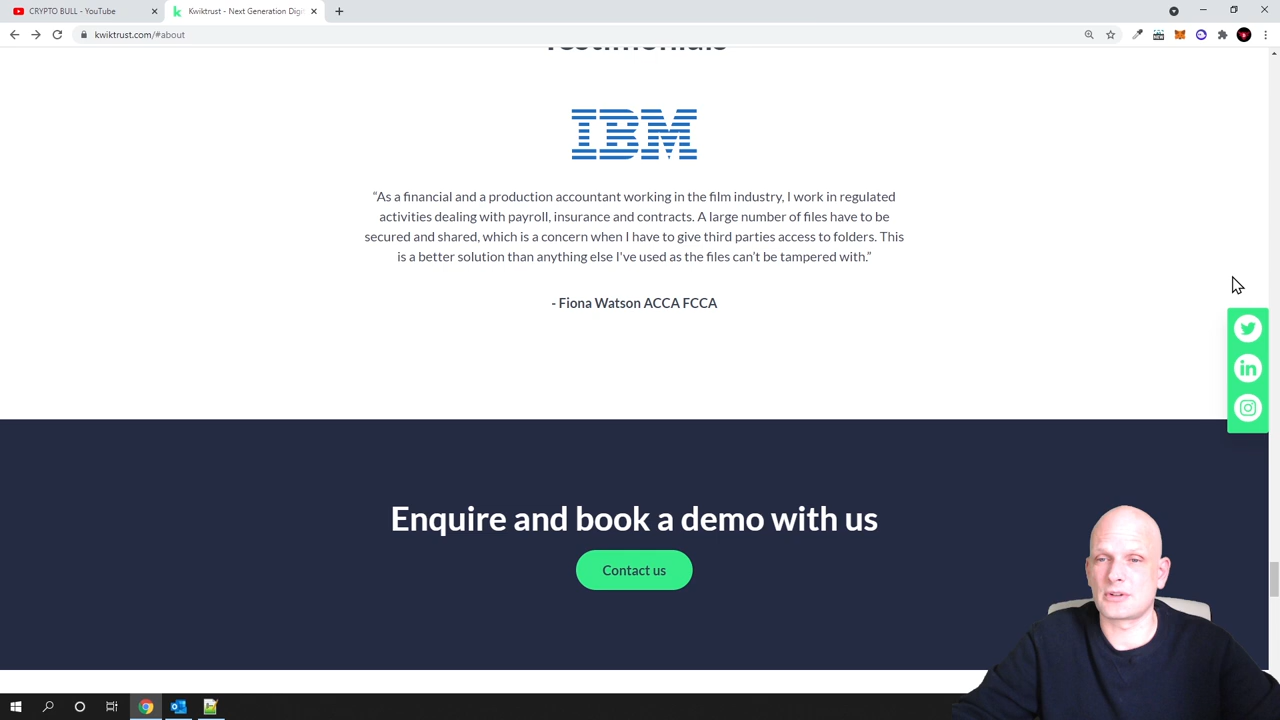 CRYPTO BULL - YouTube
Kwiktrust - Next Generation Digi
kwiktrust.com/#about
Testimonials
IBM
“As a financial and a production accountant working in the film industry, I work in regulated
activities dealing with payroll, insurance and contracts. A large number of files have to be
secured and shared, which is a concern when I have to give third parties access to folders. This
is a better solution than anything else I've used as the files can’t be tampered with.”
- Fiona Watson ACCA FCCA
in
Enquire and book a demo with us
Contact us